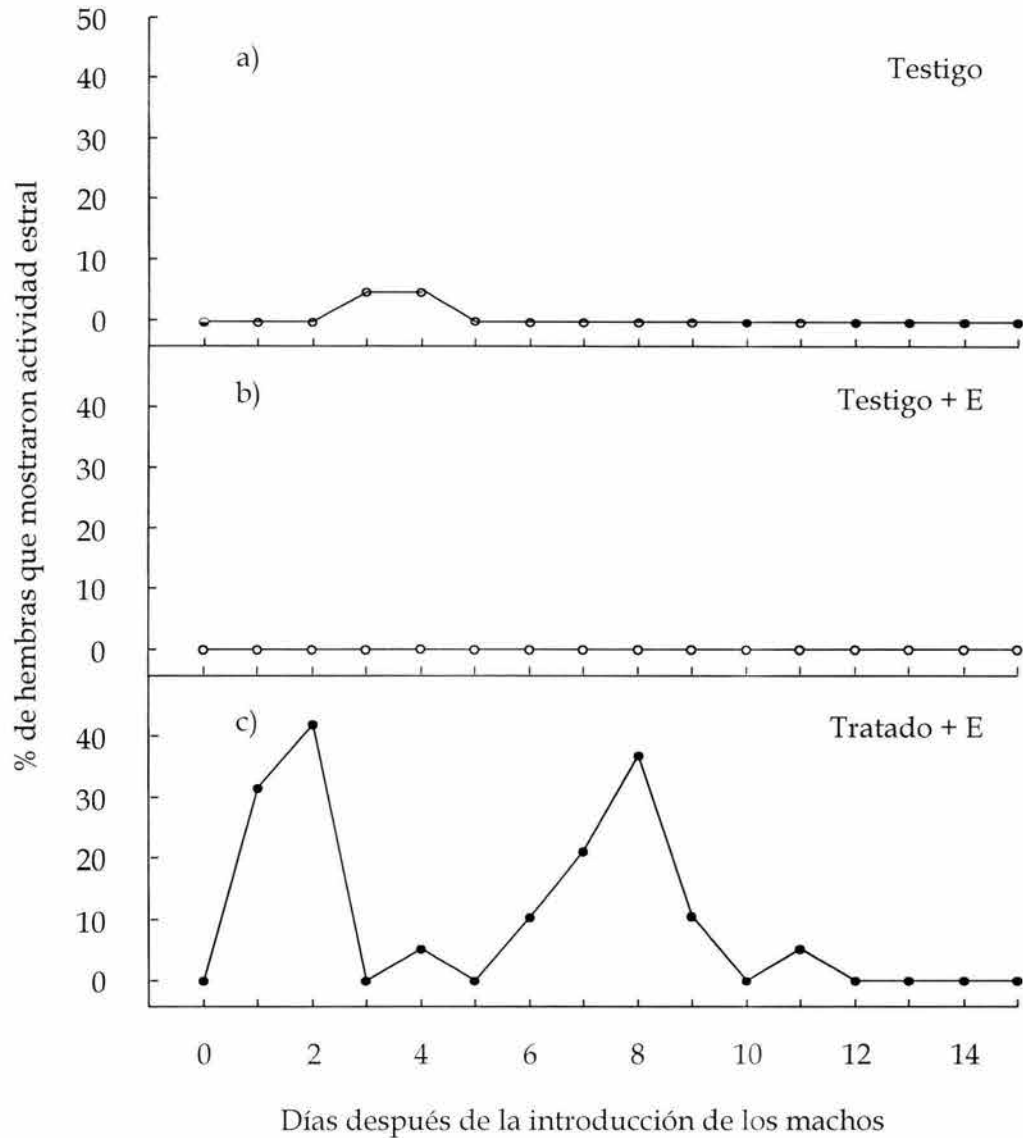 % de hembras que mostraron actividad estral
50
40
30
20
10
0
a)
Testigo
40
30
20
10
0
b)
Testigo + E
40
30
20
10
0
c)
Tratado + E
0 2 4 6 8 10 12 14
Días después de la introducción de los machos